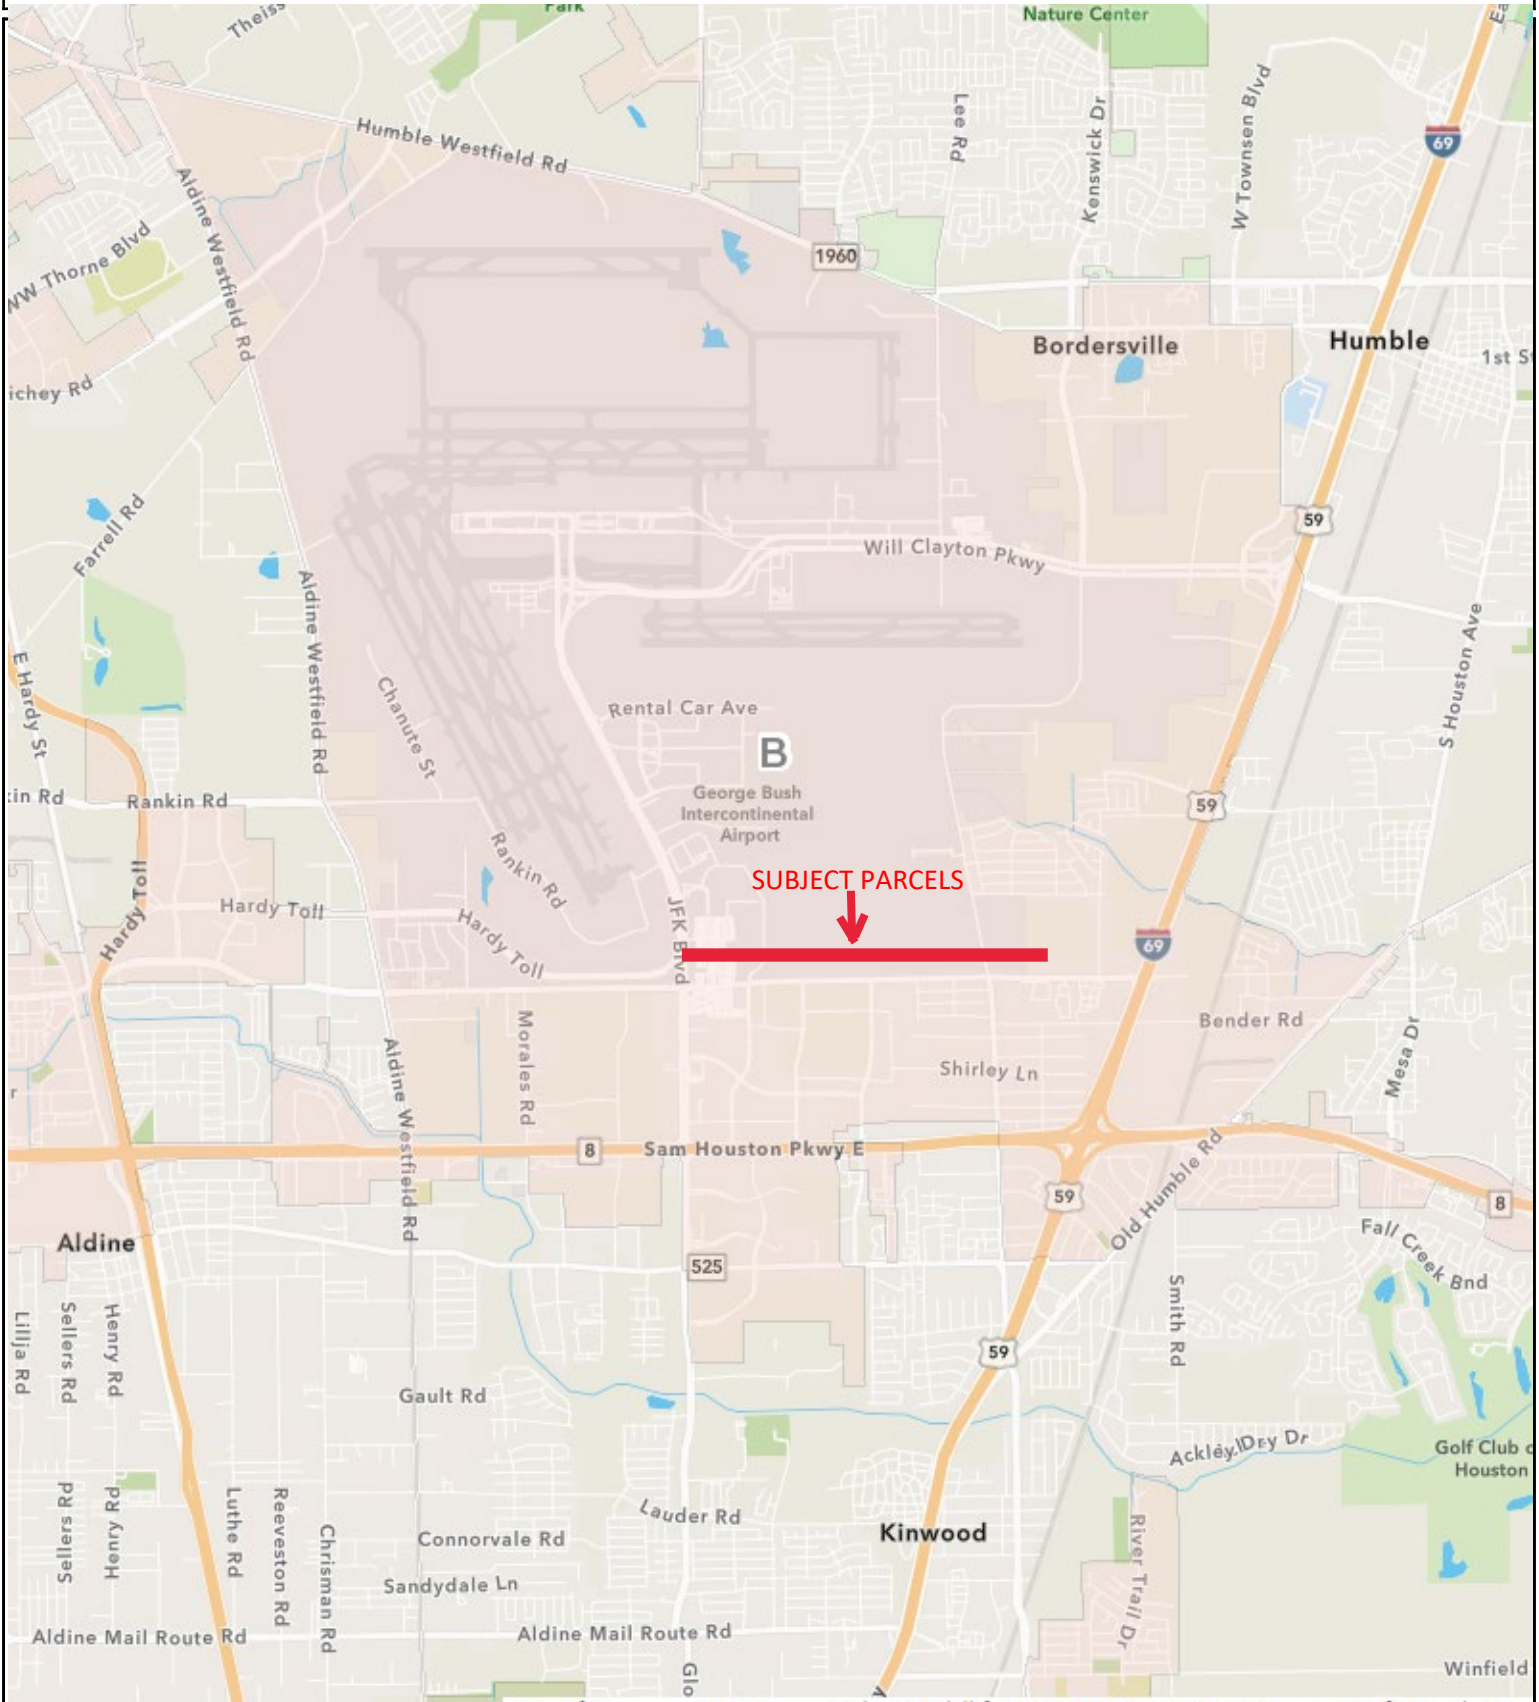 Theiss
Park
Nature Center
Humble Westfield Rd
Lee Rd
Kenswick Dr
W Townsen Blvd
69
Aldine Westfield Rd
WW Thorne Blvd
1960
Bordersville
Humble
1st S
ichey Rd
Farrell Rd
59
Will Clayton Pkwy
Aldine Westfield Rd
S Houston Ave
E Hardy St
Chanute St
Rental Car Ave
B
George Bush
Intercontinental
Airport
kin Rd
Rankin Rd
59
Rankin Rd
SUBJECT PARCELS
Hardy Toll
Hardy Toll
Hardy Toll
JFK Blvd
69
Morales Rd
Bender Rd
Mesa Dr
Aldine Westfield Rd
Shirley Ln
8
Sam Houston Pkwy E
59
Old Humble Rd
8
Aldine
525
Fall Creek Bnd
Lillja Rd
Sellers Rd
Henry Rd
Smith Rd
59
Gault Rd
Ackley Dry Dr
Golf Club o
Houston
Sellers Rd
Henry Rd
Luthe Rd
Reeveston Rd
Chrisman Rd
Lauder Rd
Connorvale Rd
Kinwood
River Trail Dr
Sandydale Ln
Aldine Mail Route Rd
Aldine Mail Route Rd
Glo
Winfield